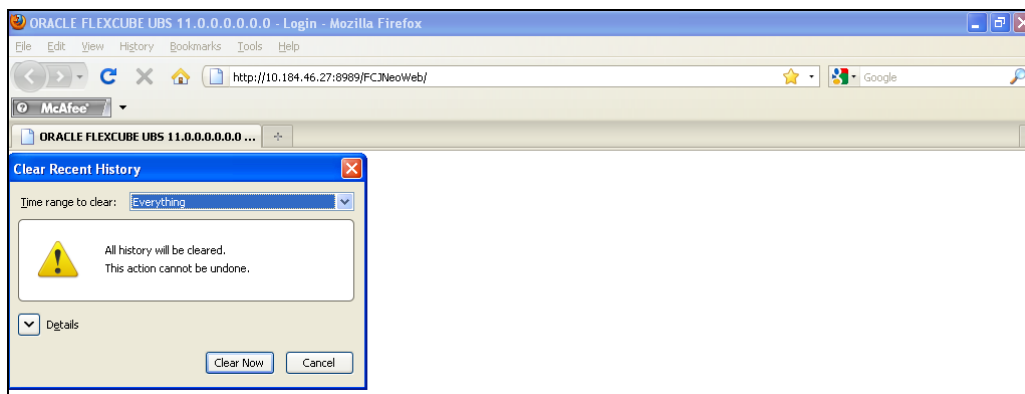 ORACLE FLEXCUBE UBS 11.0.0.0.0.0.0 - Login - Mozilla Firefox
File Edit View History Bookmarks Tools Help
http://10.184.46.27:8989/FCJNeoWeb/ Google
McAfee
ORACLE FLEXCUBE UBS 11.0.0.0.0.0.0 ...
Clear Recent History
Time range to clear: Everything
All history will be cleared.
This action cannot be undone.
Details
Clear Now Cancel